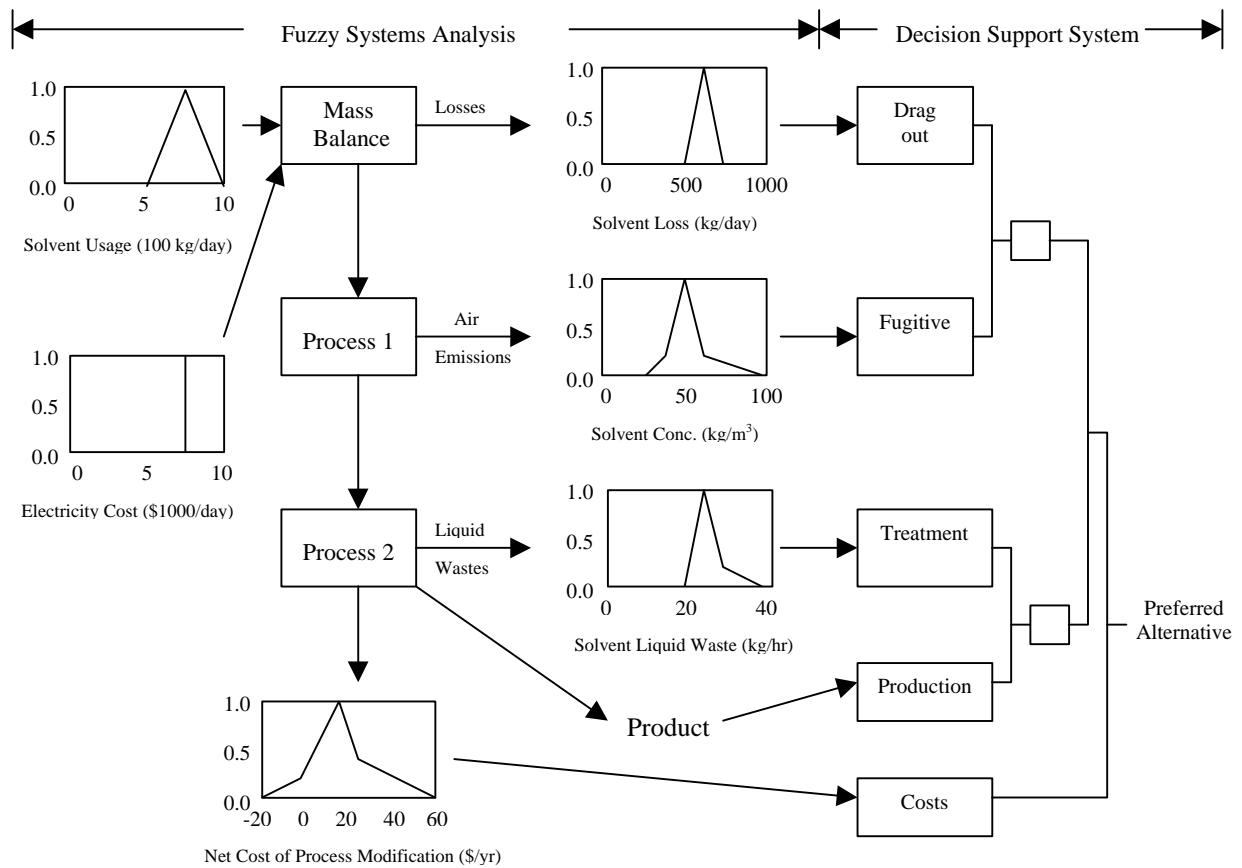 Fuzzy Systems Analysis
Decision Support System
1.0
0.5
0.0
0 5 10
Solvent Usage (100 kg/day)
Mass
Balance
Losses
1.0
0.5
0.0
0 500 1000
Solvent Loss (kg/day)
Drag
out
1.0
0.5
0.0
0 5 10
Electricity Cost ($1000/day)
Process 1
Air
Emissions
1.0
0.5
0.0
0 50 100
Solvent Conc. (kg/m³)
Fugitive
Process 2
Liquid
Wastes
1.0
0.5
0.0
0 20 40
Solvent Liquid Waste (kg/hr)
Treatment
Preferred
Alternative
Production
Product
1.0
0.5
0.0
-20 0 20 40 60
Net Cost of Process Modification ($/yr)
Costs